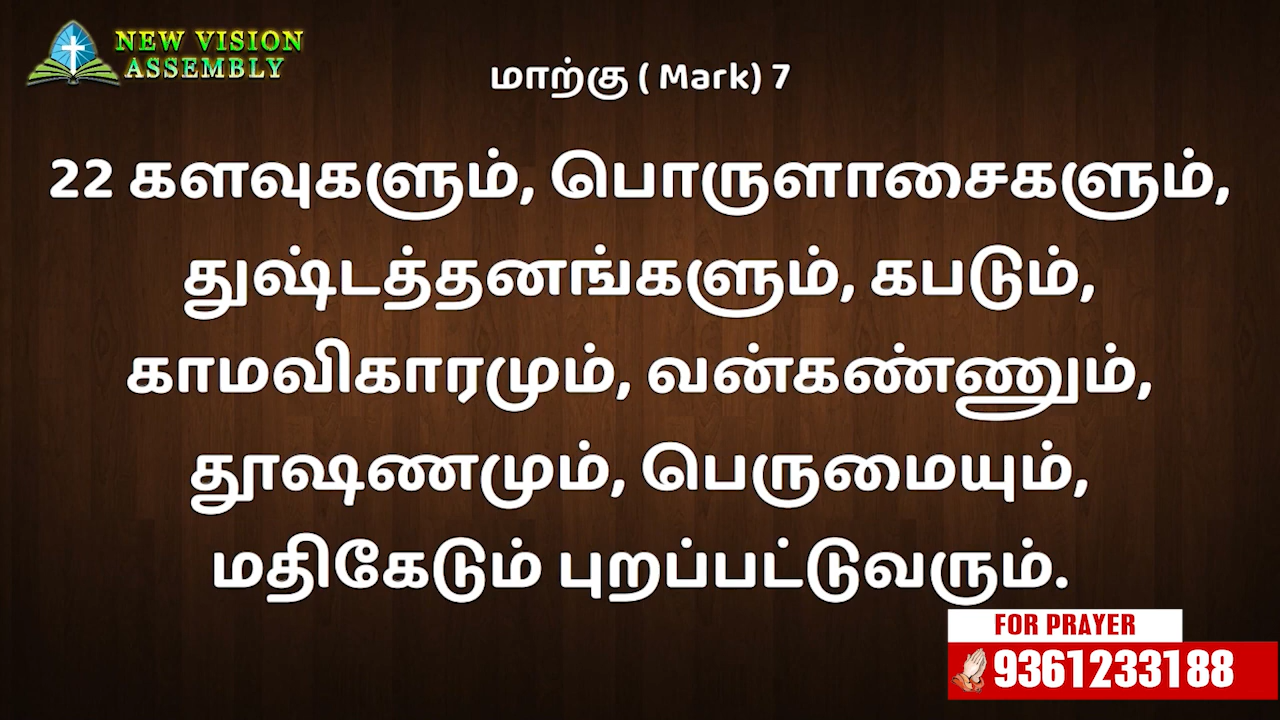 NEW VISION
ASSEMBLY
மாற்கு ( Mark) 7
22 களவுகளும், பொருளாசைகளும்,
துஷ்டத்தனங்களும், கபடும்,
காமவிகாரமும், வன்கண்ணும்,
தூஷணமும், பெருமையும்,
மதிகேடும் புறப்பட்டுவரும்.
FOR PRAYER
9361233188